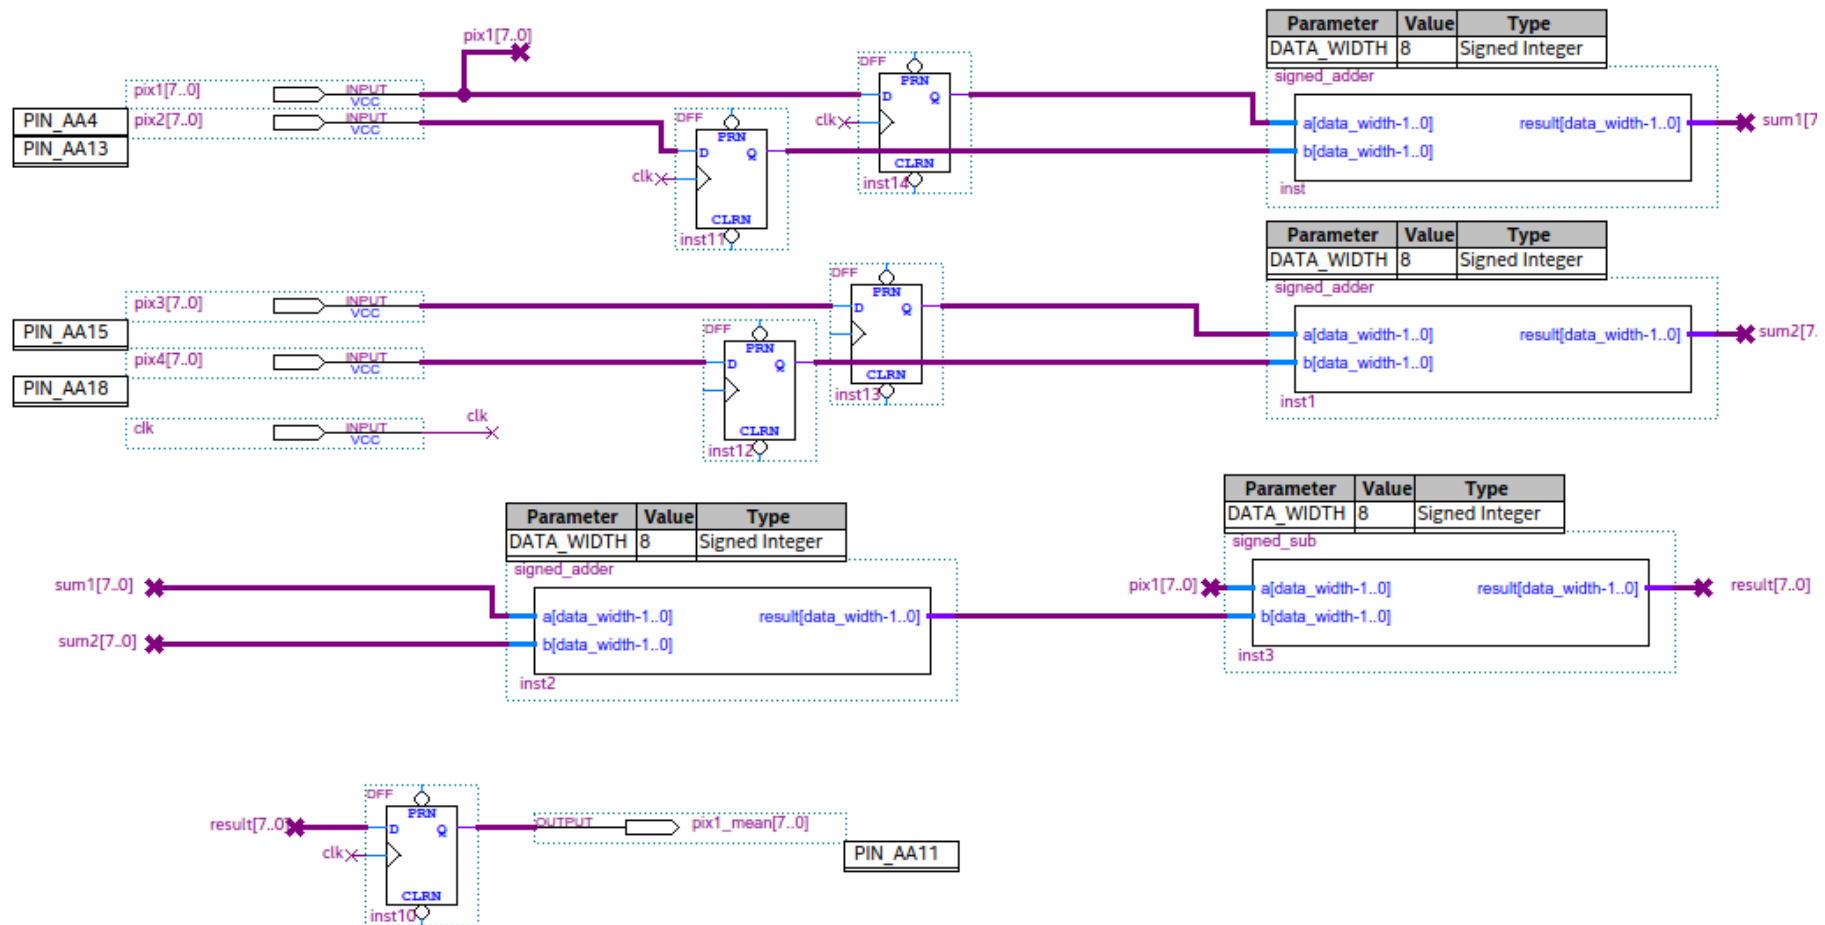 Parameter Value Type
DATA_WIDTH 8 Signed Integer
signed_adder
pix1[7..0]
DFF
PRN
pix1[7..0] INPUT
VCC
D Q
PIN_AA4 pix2[7..0] INPUT
VCC
DFF
PRN
clk
a[data_width-1..0] result[data_width-1..0] sum1[7
PIN_AA13
D Q
b[data_width-1..0]
CLRN
clk
inst14
inst
CLRN
inst11
Parameter Value Type
DATA_WIDTH 8 Signed Integer
signed_adder
DFF
PRN
pix3[7..0] INPUT
VCC
D Q
PIN_AA15
DFF
PRN
a[data_width-1..0] result[data_width-1..0] sum2[7.
pix4[7..0] INPUT
VCC
D Q
b[data_width-1..0]
PIN_AA18
CLRN
inst13
inst1
clk INPUT
VCC
clk
CLRN
inst12
Parameter Value Type
DATA_WIDTH 8 Signed Integer
signed_sub
Parameter Value Type
DATA_WIDTH 8 Signed Integer
signed_adder
sum1[7..0]
pix1[7..0] a[data_width-1..0] result[data_width-1..0] result[7..0]
a[data_width-1..0] result[data_width-1..0]
b[data_width-1..0]
sum2[7..0] b[data_width-1..0]
inst3
inst2
DFF
PRN
result[7..0] D Q
OUTPUT pix1_mean[7..0]
clk
PIN_AA11
CLRN
inst10